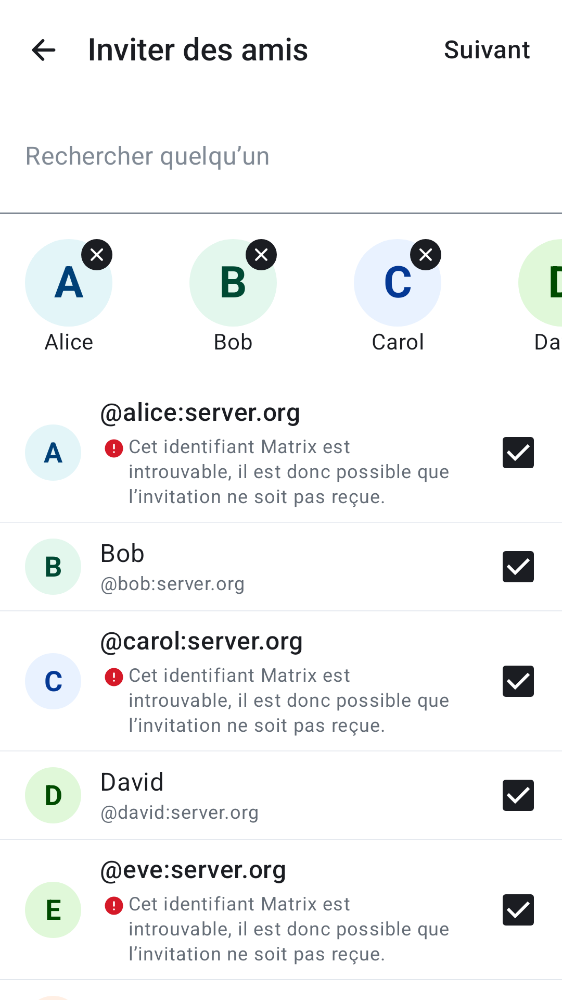 Inviter des amis
Suivant
Rechercher quelqu’un
A
B
C
D
Alice
Bob
Carol
Da
@alice:server.org
A
Cet identifiant Matrix est
introuvable, il est donc possible que
l’invitation ne soit pas reçue.
Bob
B
@bob:server.org
@carol:server.org
C
Cet identifiant Matrix est
introuvable, il est donc possible que
l’invitation ne soit pas reçue.
David
D
@david:server.org
@eve:server.org
E
Cet identifiant Matrix est
introuvable, il est donc possible que
l’invitation ne soit pas reçue.